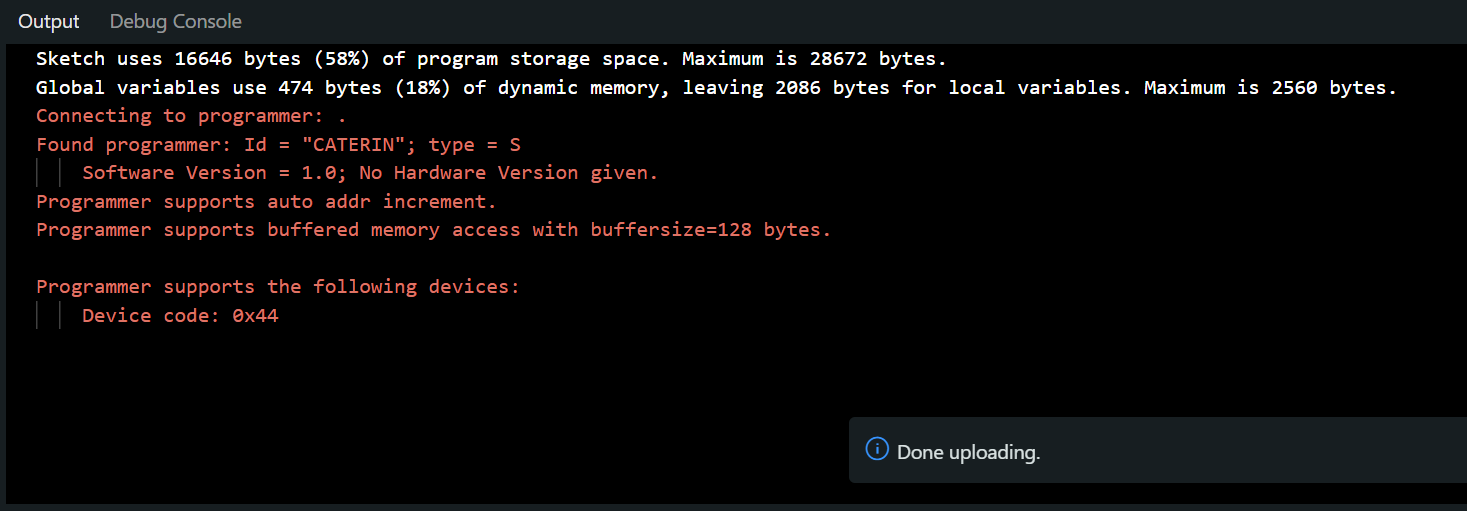 Output Debug Console
Sketch uses 16646 bytes (58%) of program storage space. Maximum is 28672 bytes.
Global variables use 474 bytes (18%) of dynamic memory, leaving 2086 bytes for local variables. Maximum is 2560 bytes.
Connecting to programmer: .
Found programmer: Id = "CATERIN"; type = S
Software Version = 1.0; No Hardware Version given.
Programmer supports auto addr increment.
Programmer supports buffered memory access with buffersize=128 bytes.
Programmer supports the following devices:
Device code: 0x44
Done uploading.